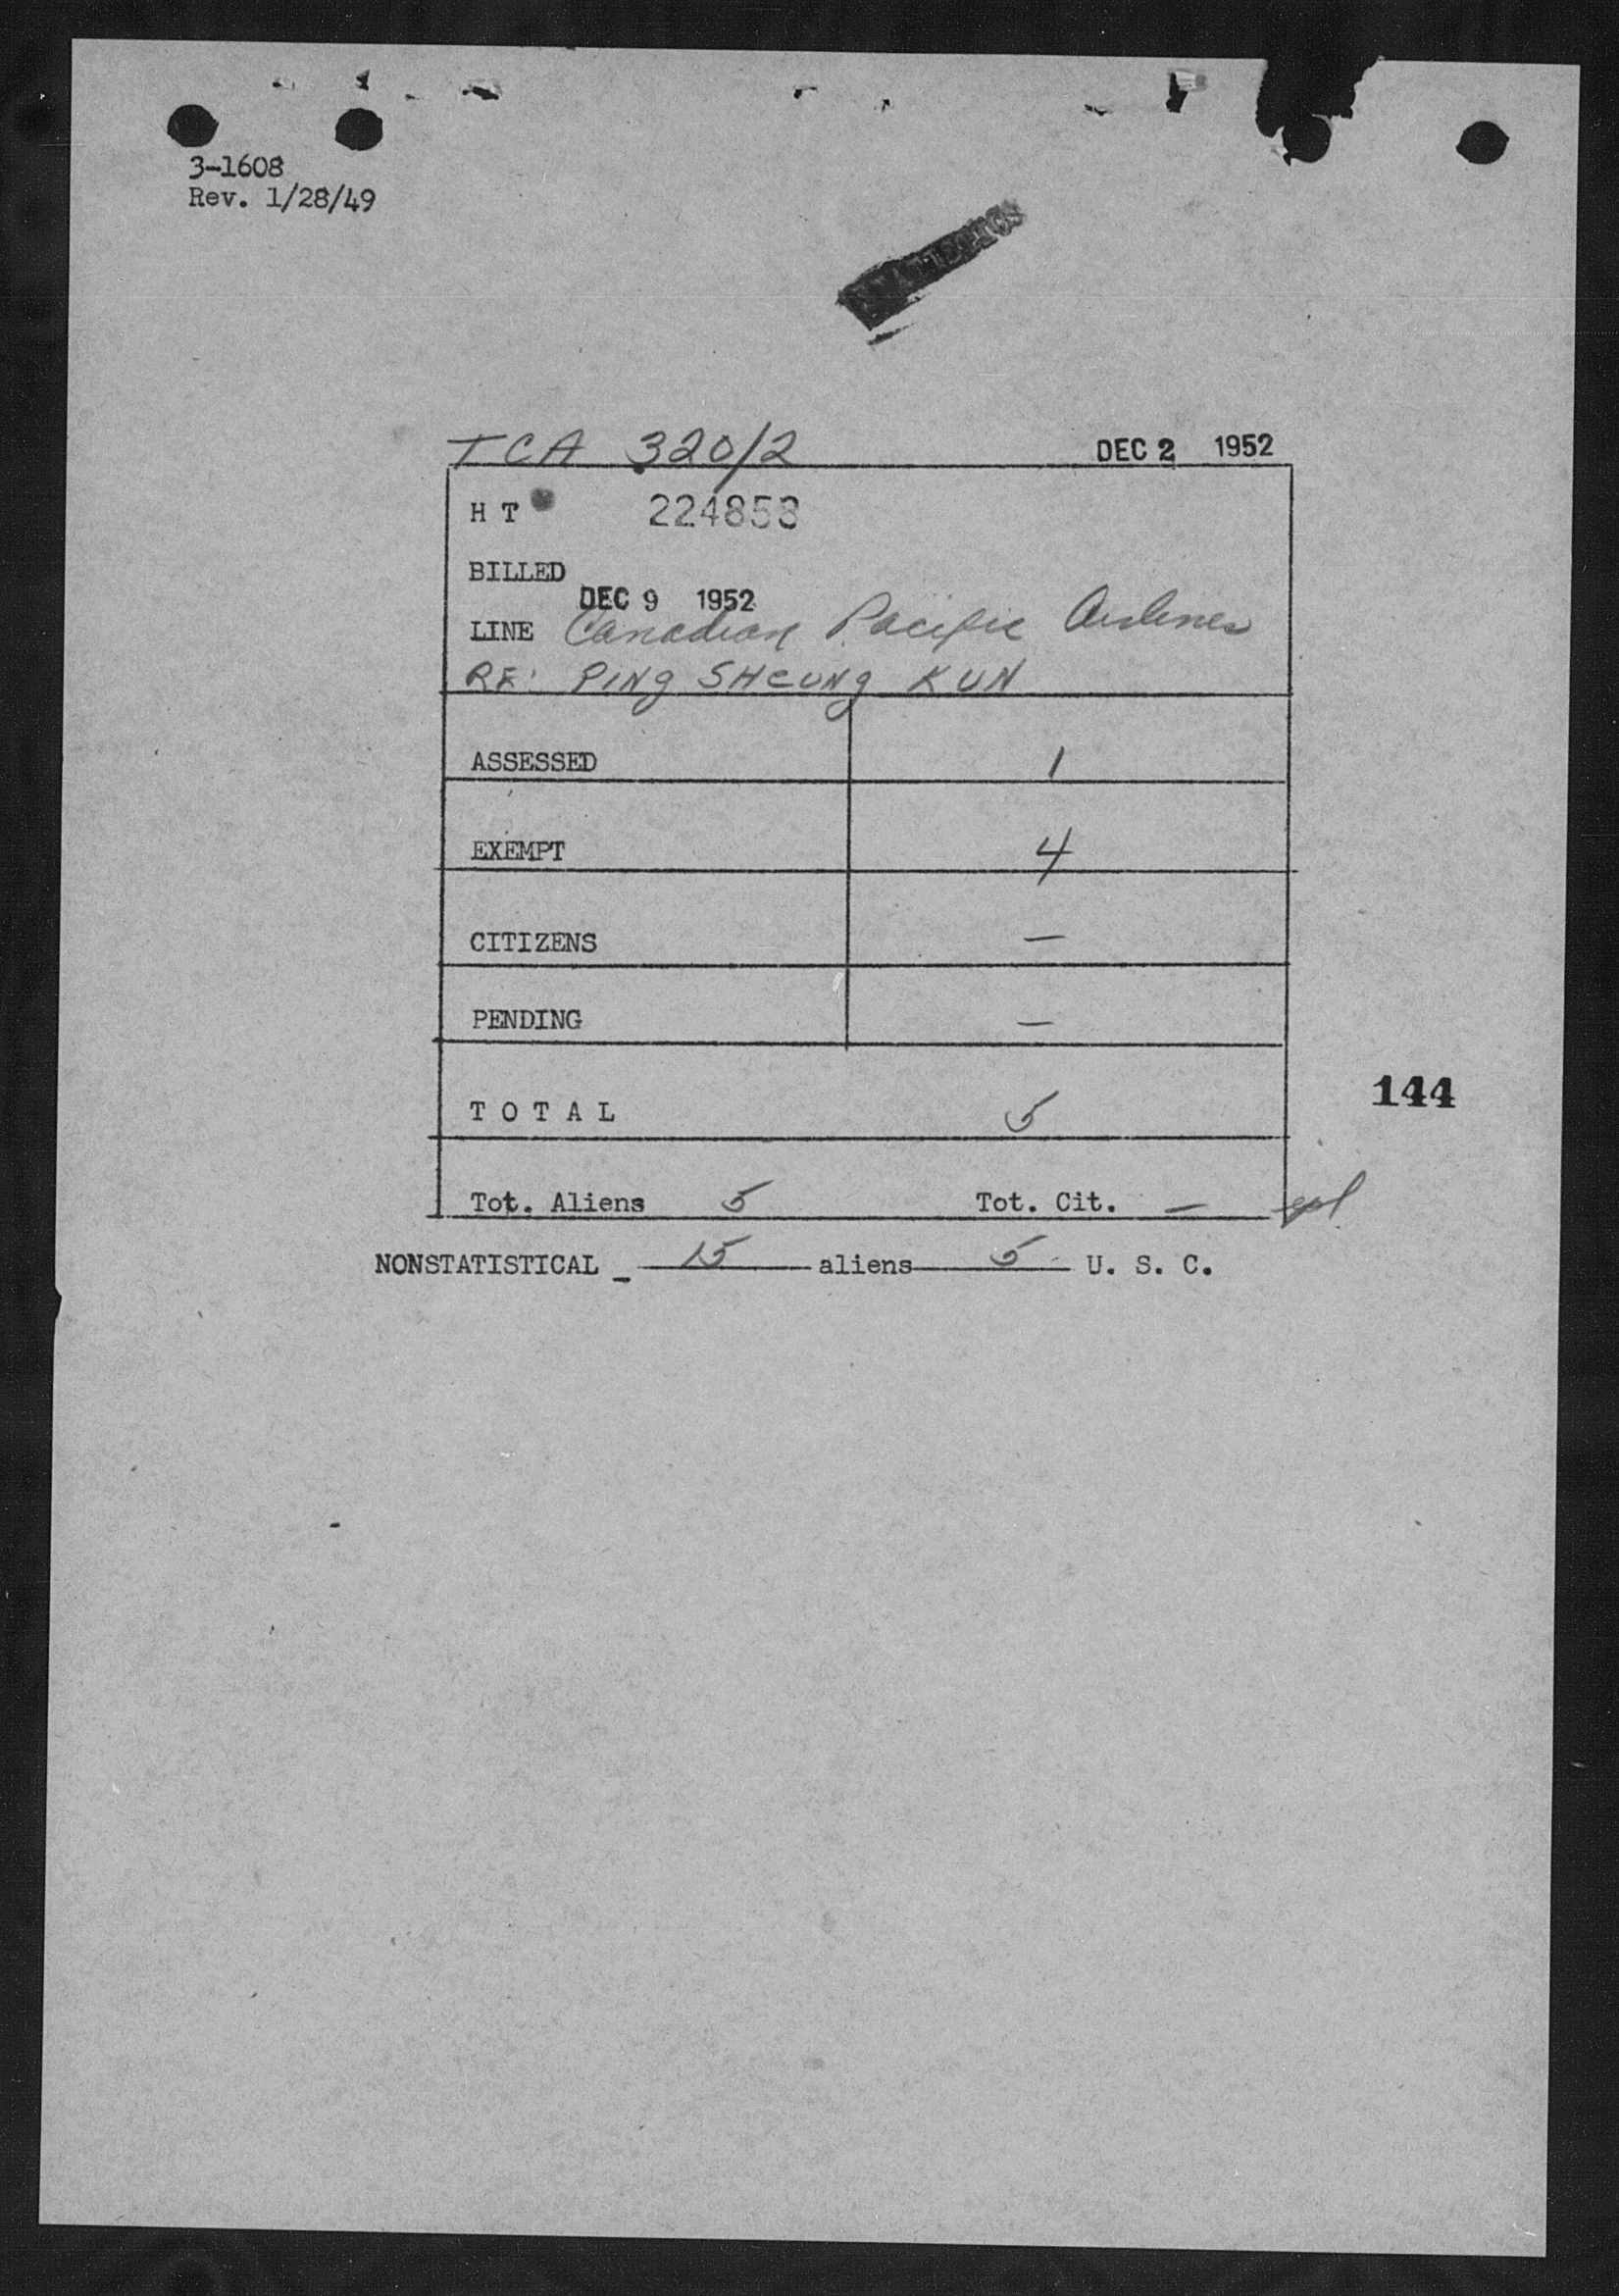 3-1608
Rev. 1/28/49
TCA 320/2 DEC 2 1952
H T 224858
BILLED
DEC 9 1952
LINE Canadian Pacific Airlines
RE: PING SHEUNG KUN
ASSESSED 1
EXEMPT 4
CITIZENS —
PENDING —
144
T O T A L 5
Tot. Aliens 5 Tot. Cit. —
NONSTATISTICAL - 15 aliens 5 U. S. C.